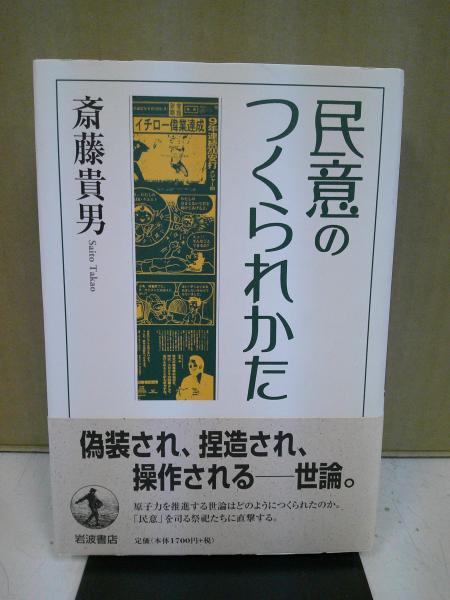 民意の
つくられかた
斎藤貴男
Saito Takao
イチロー偉業達成
偽装され、捏造され、
操作される──世論。
原子力を推進する世論はどのようにつくられたのか。
「民意」を司る祭祀たちに直撃する。
岩波書店
定価(本体1700円+税)